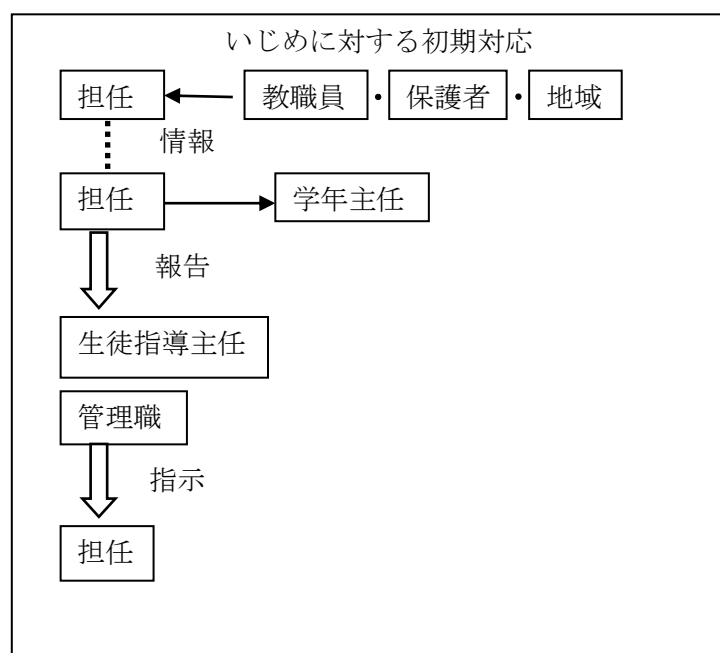 いじめに対する初期対応
担任 教職員・保護者・地域
情報
担任 学年主任
報告
生徒指導主任
管理職
指示
担任